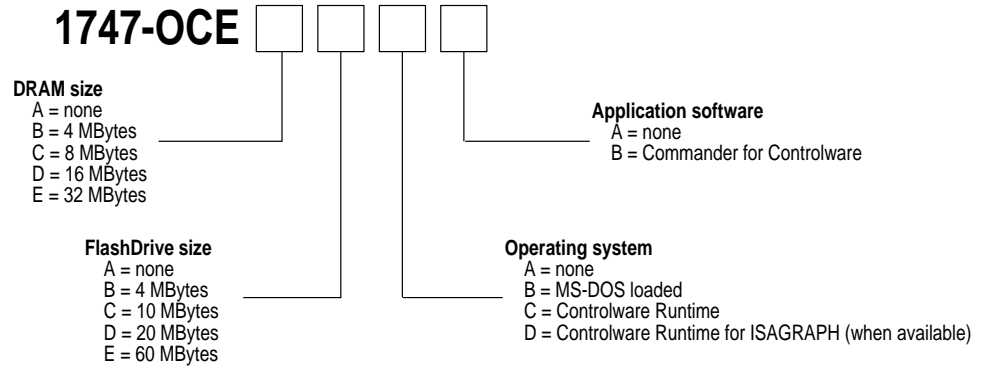 1747-OCE
DRAM size
A = none
B = 4 MBytes
C = 8 MBytes
D = 16 MBytes
E = 32 MBytes
Application software
A = none
B = Commander for Controlware
FlashDrive size
A = none
B = 4 MBytes
C = 10 MBytes
D = 20 MBytes
E = 60 MBytes
Operating system
A = none
B = MS-DOS loaded
C = Controlware Runtime
D = Controlware Runtime for ISAGRAPH (when available)